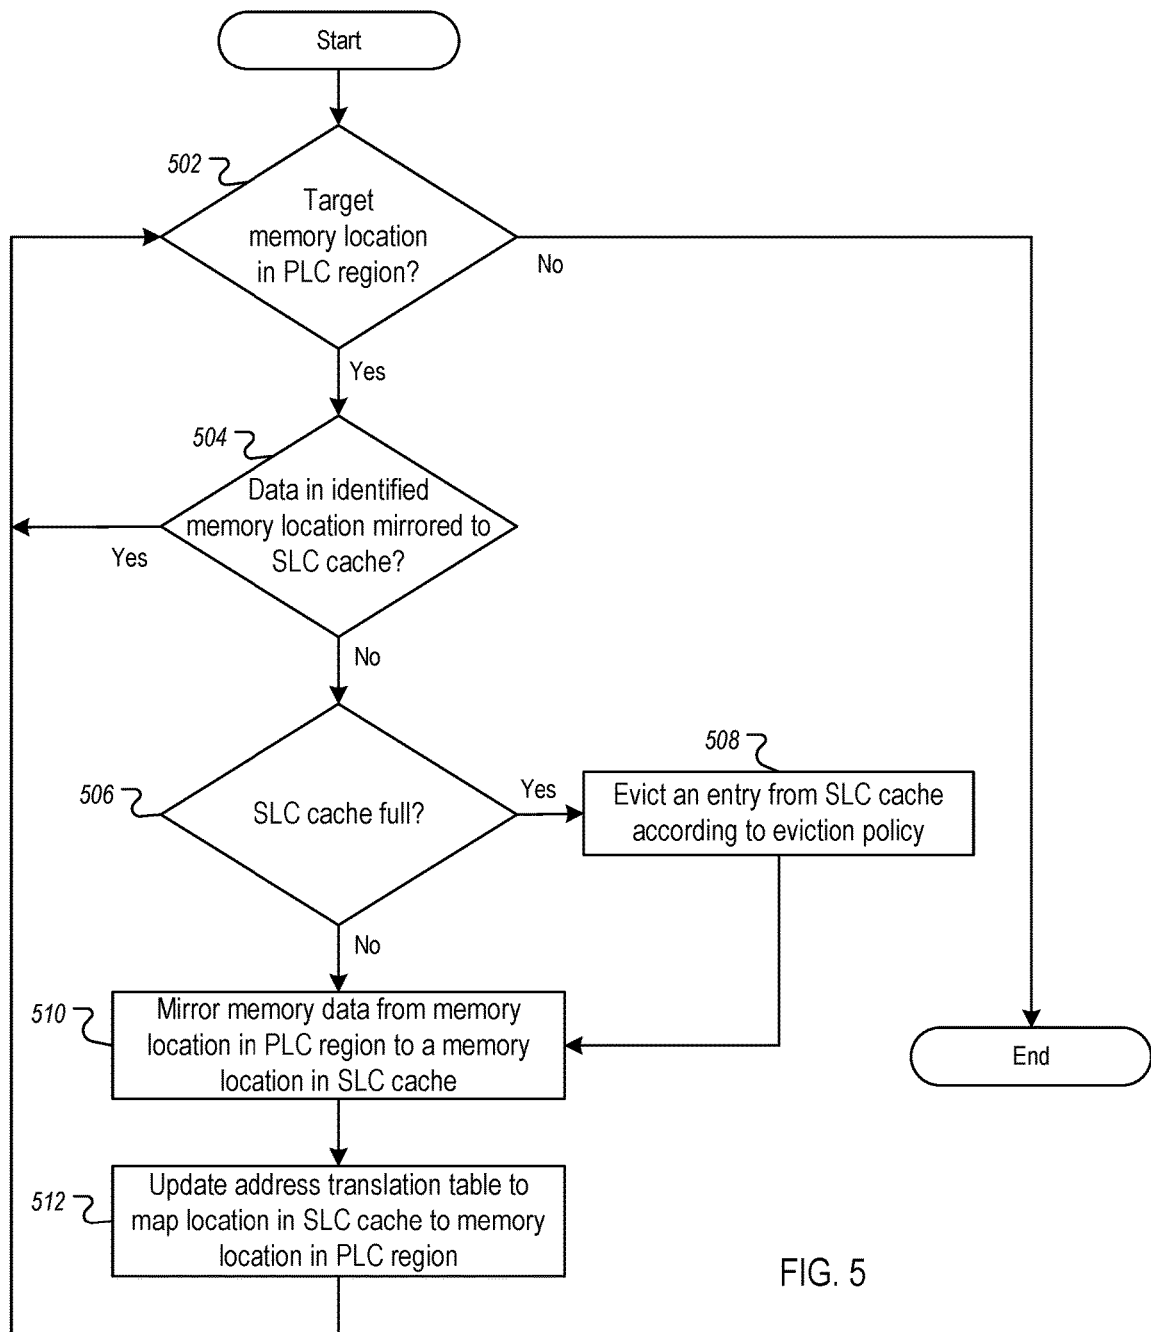 Start
502
Target
memory location
in PLC region?
No
Yes
504
Data in identified
memory location mirrored to
SLC cache?
Yes
No
506
SLC cache full?
Yes
508
Evict an entry from SLC cache
according to eviction policy
No
510
Mirror memory data from memory
location in PLC region to a memory
location in SLC cache
End
512
Update address translation table to
map location in SLC cache to memory
location in PLC region
FIG. 5